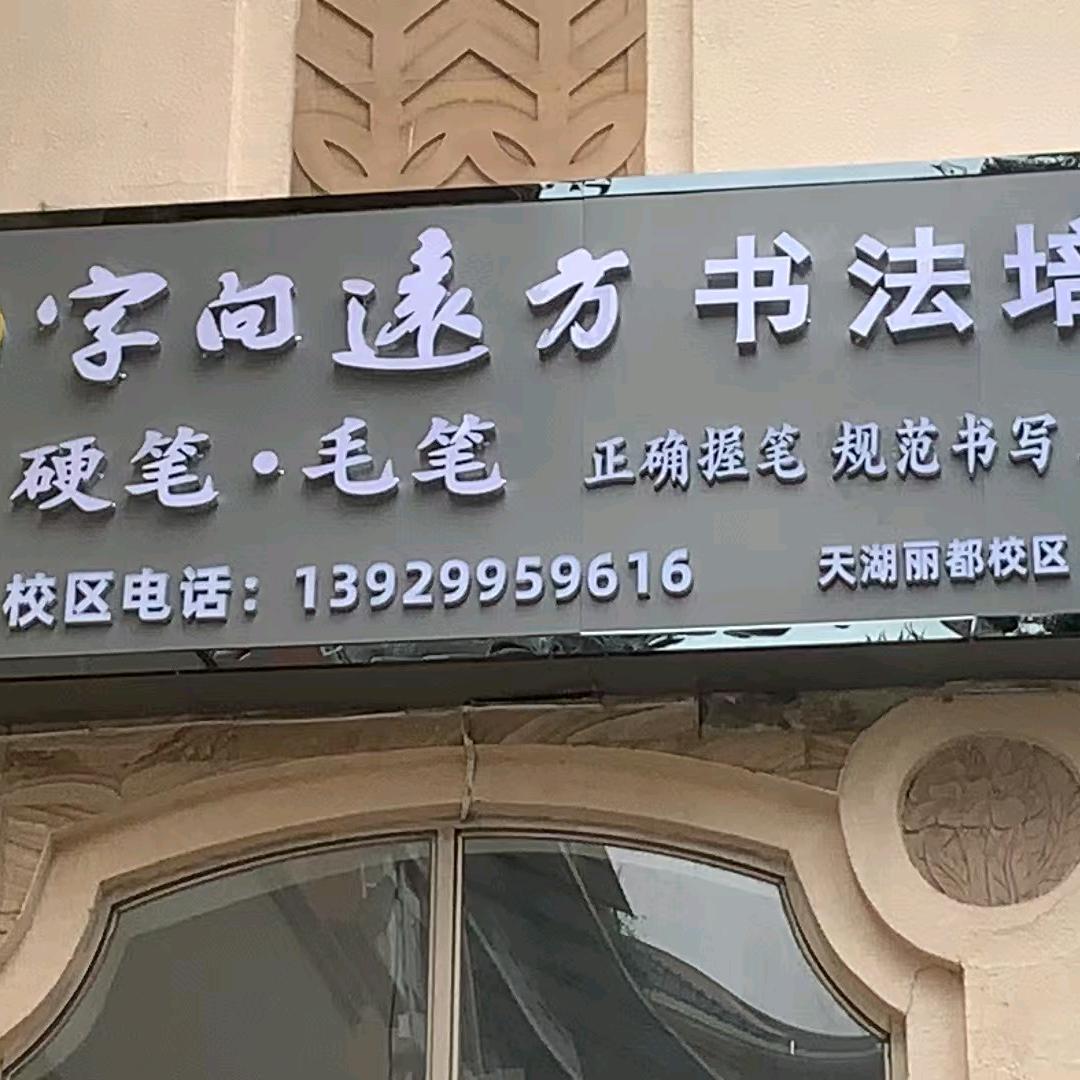 字向遠方 书法培
硬笔·毛笔 正确握笔 规范书写
校区电话：13929959616 天湖丽都校区